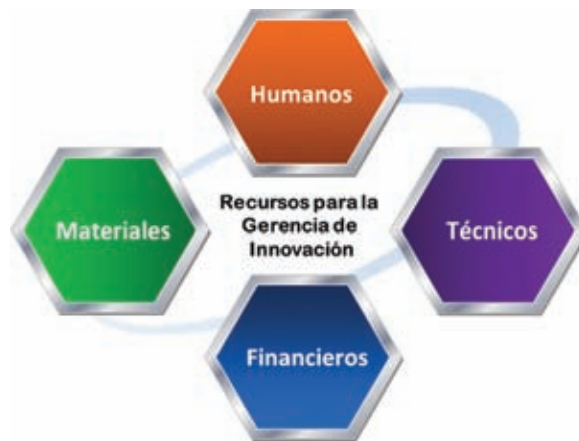 Humanos
Materiales
Recursos para la
Gerencia de
Innovación
Técnicos
Financieros